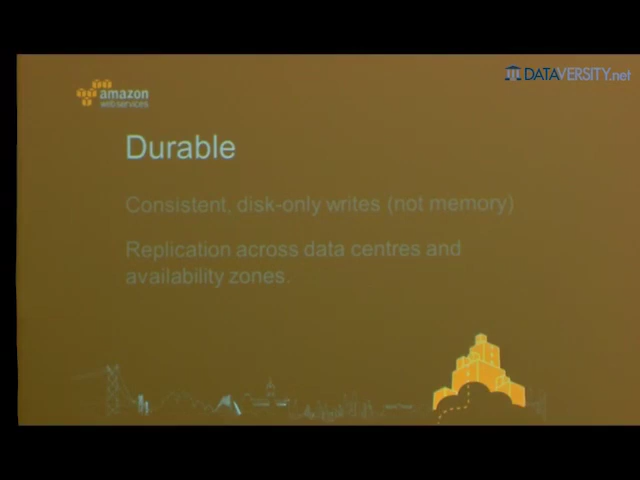 DATAVERSITY.net
amazon
web services
Durable
Consistent, disk-only writes (not memory)
Replication across data centres and
availability zones.